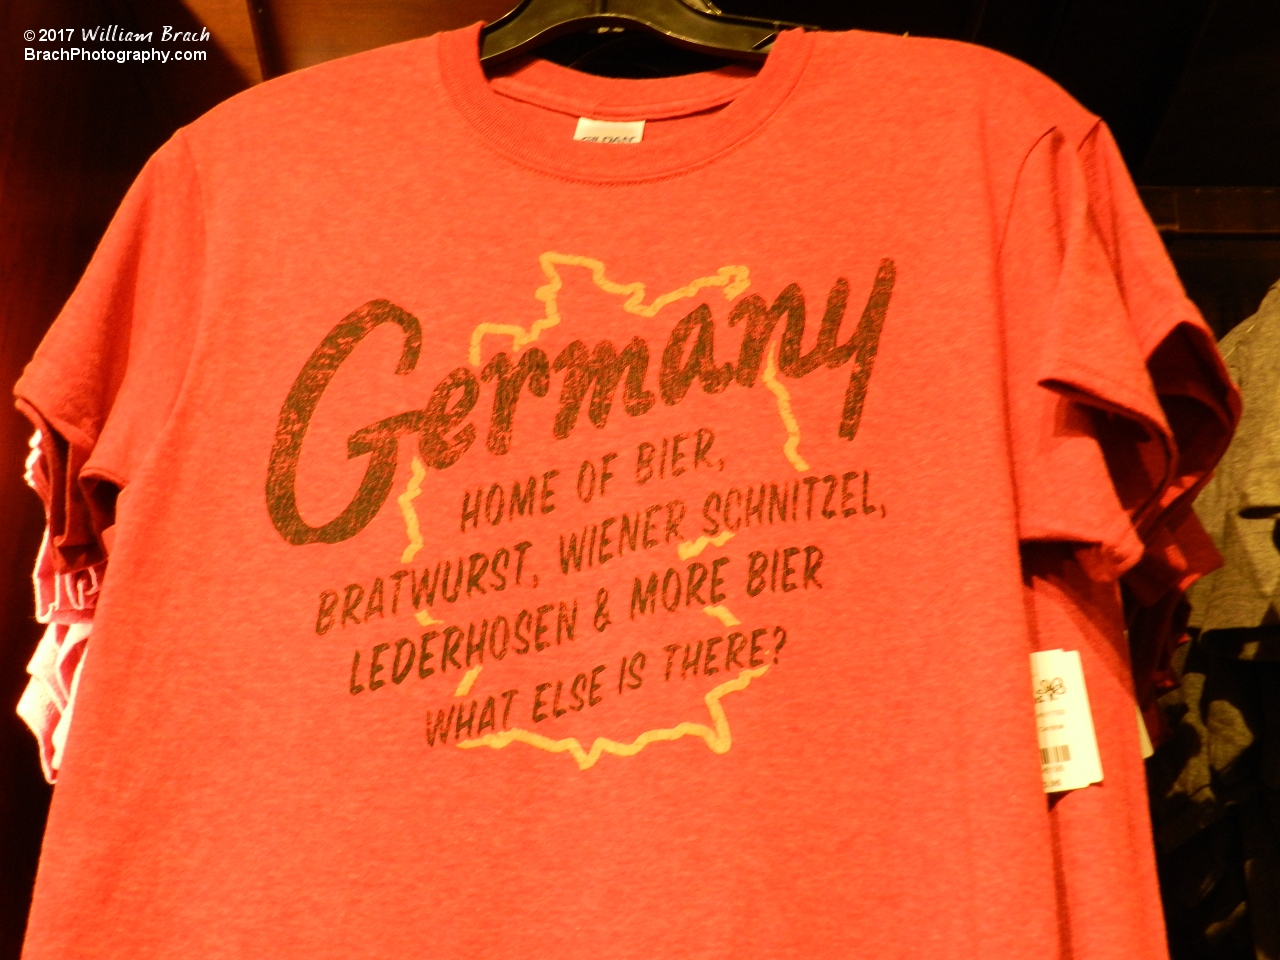 © 2017 William Brach
BrachPhotography.com
Germany
HOME OF BIER,
BRATWURST, WIENER SCHNITZEL,
LEDERHOSEN & MORE BIER
WHAT ELSE IS THERE?